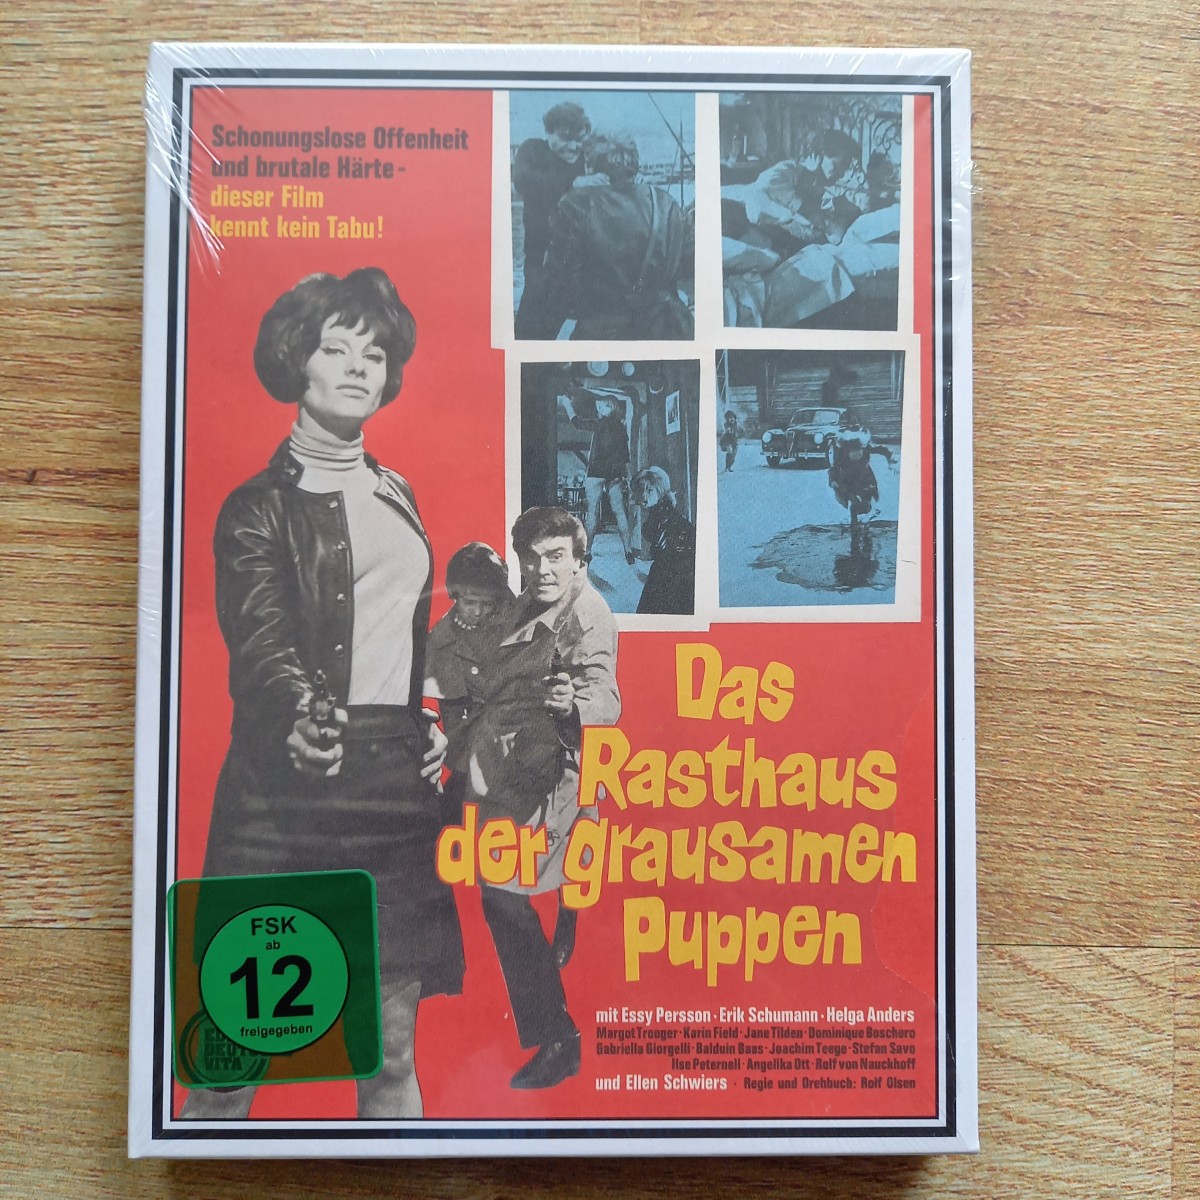 Schonungslose Offenheit
und brutale Härte -
dieser Film
kennt kein Tabu!
Das
Rasthaus
der grausamen
Puppen
mit Essy Persson · Erik Schumann · Helga Anders
Margot Trooger · Karin Field · Jane Tilden · Dominique Boschero
Gabriella Giorgelli · Balduin Baas · Joachim Teege · Stefan Savo
Ilse Peternell · Angelika Ott · Rolf von Nauckhoff
und Ellen Schwiers · Regie und Drehbuch: Rolf Olsen
FSK
ab
12
freigegeben
VITA